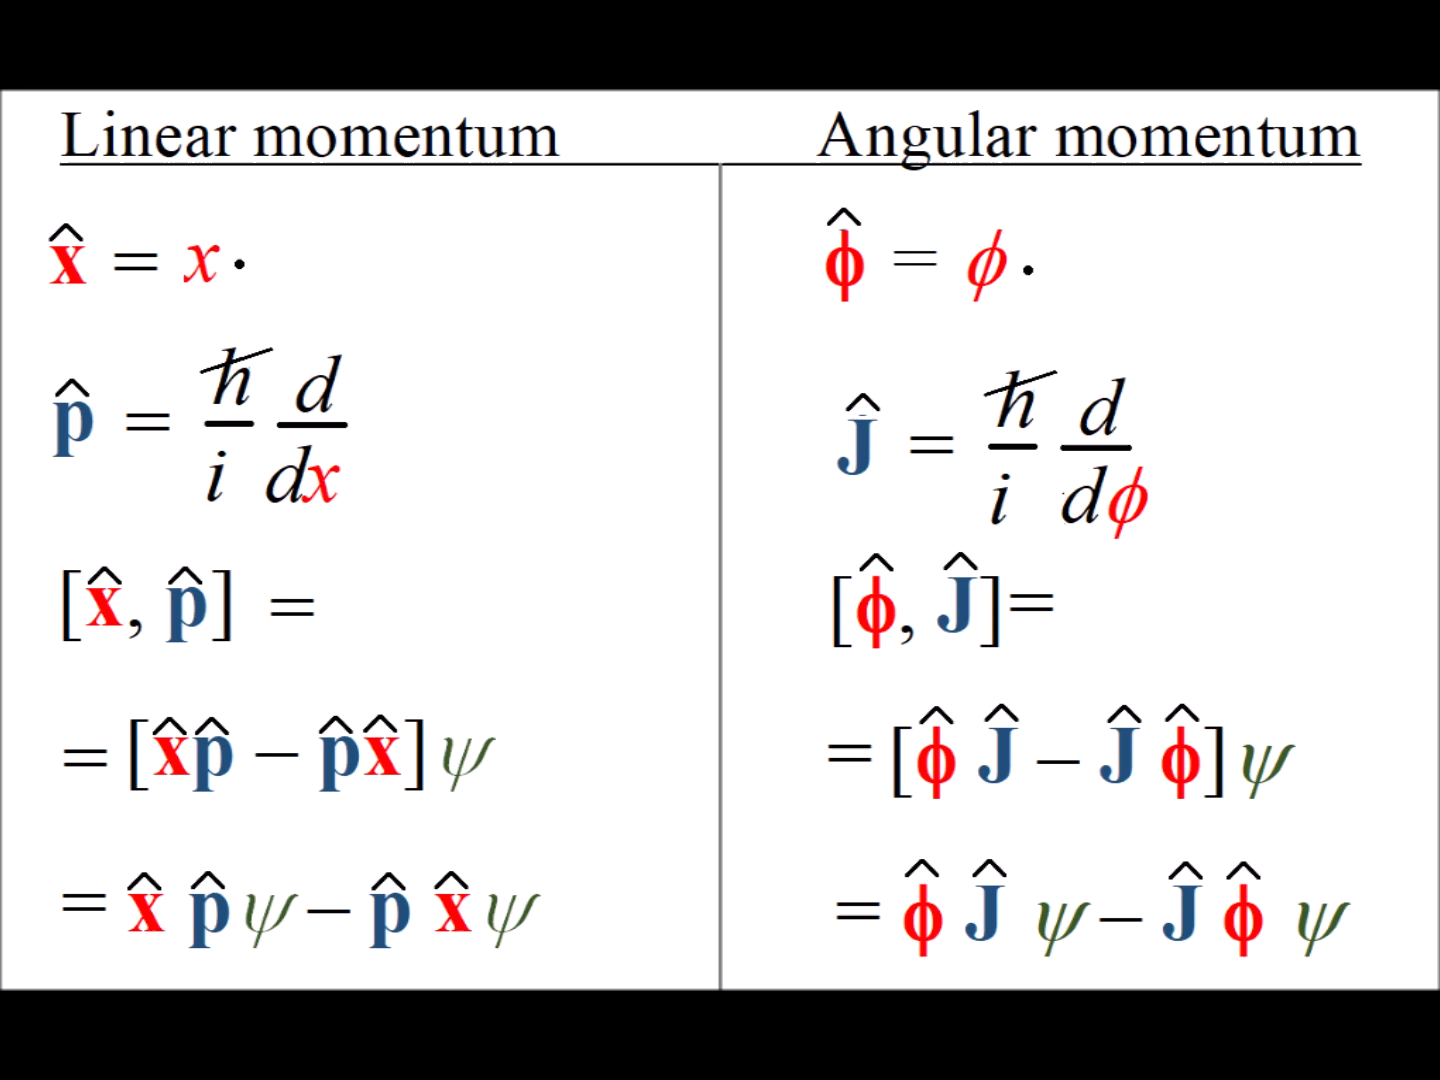 Linear momentum
x̂ = x ·
p̂ = ħ/i d/dx
[x̂, p̂] =
= [x̂p̂ – p̂x̂] ψ
= x̂ p̂ ψ – p̂ x̂ ψ
Angular momentum
ϕ̂ = ϕ ·
Ĵ = ħ/i d/dϕ
[ϕ̂, Ĵ] =
= [ϕ̂ Ĵ – Ĵ ϕ̂] ψ
= ϕ̂ Ĵ ψ – Ĵ ϕ̂ ψ